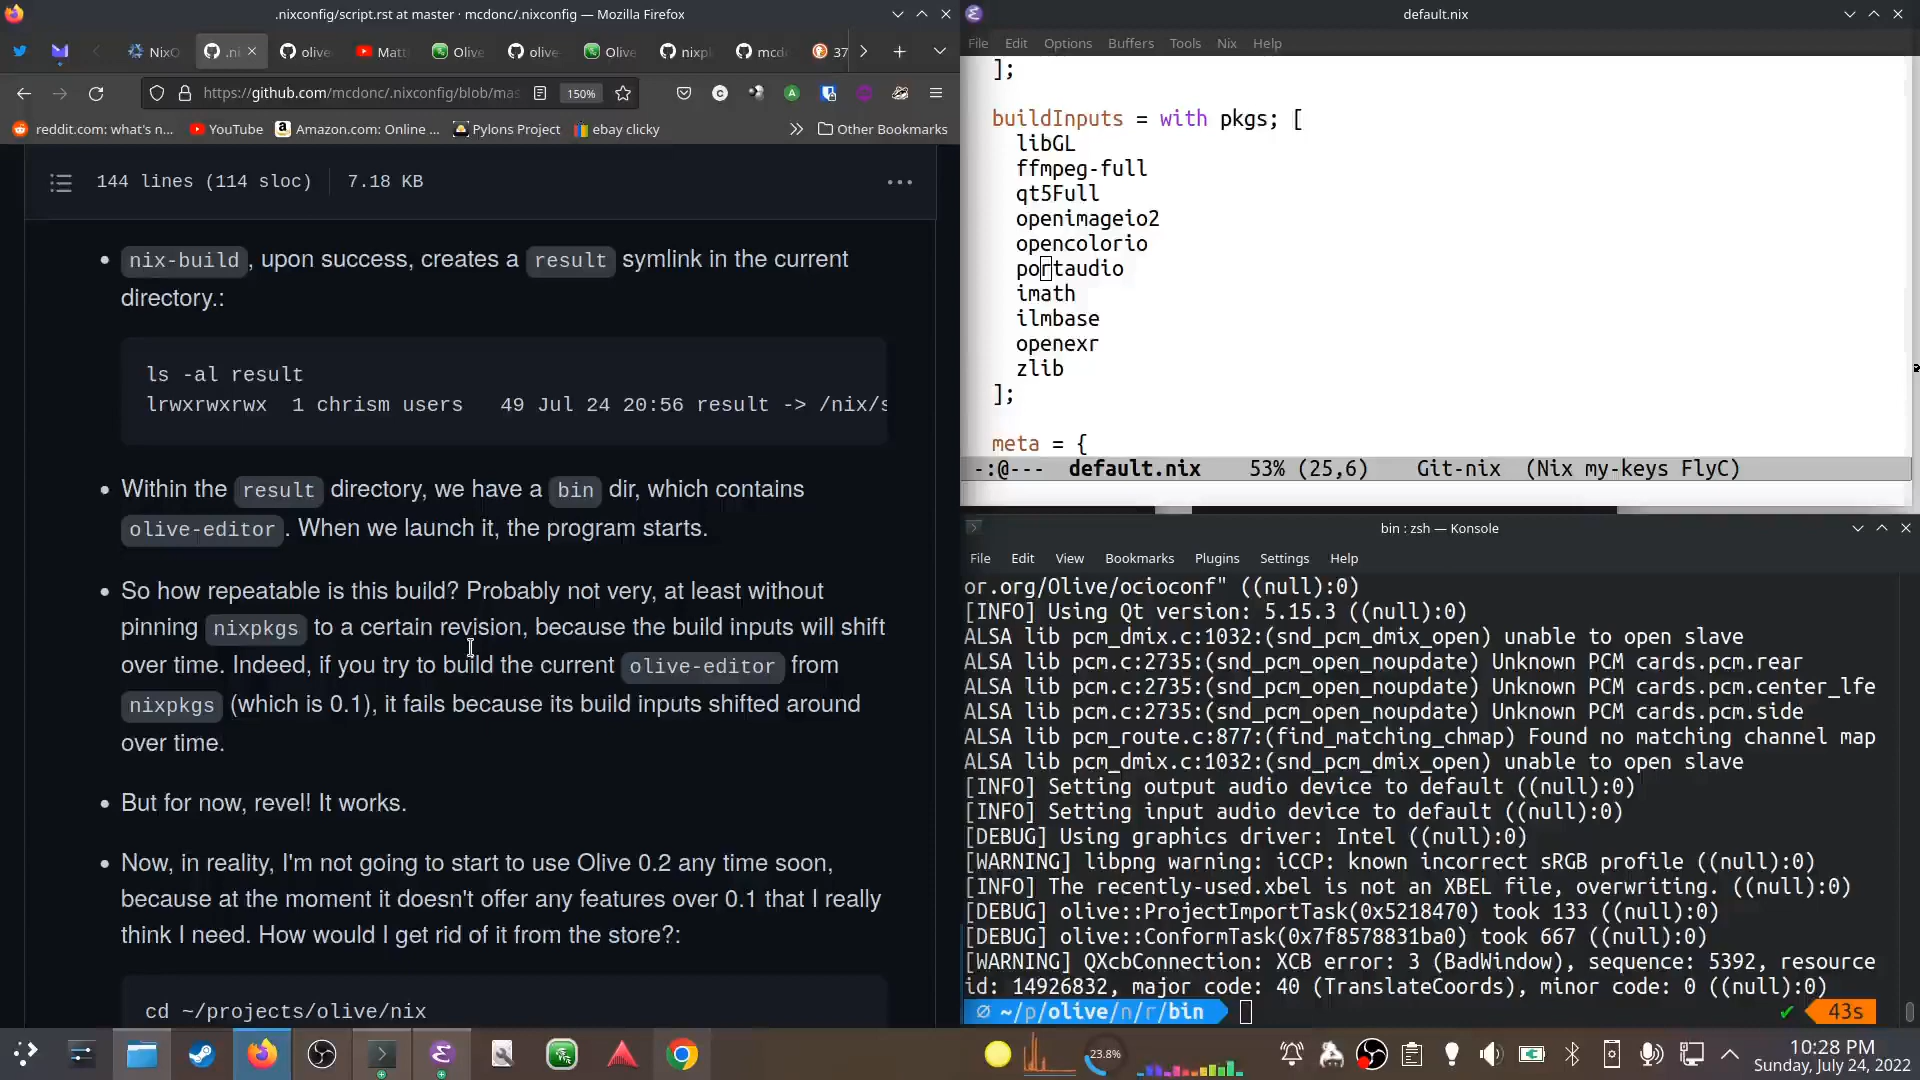 .nixconfig/script.rst at master · mcdonc/.nixconfig — Mozilla Firefox
NixO
.ni
olive
Matt
Olive
olive
Olive
nixp
mcd
37
https://github.com/mcdonc/.nixconfig/blob/mas
150%
reddit.com: what's n...
YouTube
Amazon.com: Online ...
Pylons Project
ebay clicky
Other Bookmarks
144 lines (114 sloc)
7.18 KB
nix-build, upon success, creates a result symlink in the current
directory.:
ls -al result
lrwxrwxrwx  1 chrism users   49 Jul 24 20:56 result -> /nix/s
Within the result directory, we have a bin dir, which contains
olive-editor. When we launch it, the program starts.
So how repeatable is this build? Probably not very, at least without
pinning nixpkgs to a certain revision, because the build inputs will shift
over time. Indeed, if you try to build the current olive-editor from
nixpkgs (which is 0.1), it fails because its build inputs shifted around
over time.
But for now, revel! It works.
Now, in reality, I'm not going to start to use Olive 0.2 any time soon,
because at the moment it doesn't offer any features over 0.1 that I really
think I need. How would I get rid of it from the store?:
cd ~/projects/olive/nix
default.nix
File Edit Options Buffers Tools Nix Help
];
buildInputs = with pkgs; [
libGL
ffmpeg-full
qt5Full
openimageio2
opencolorio
portaudio
imath
ilmbase
openexr
zlib
];
meta = {
-:@--- default.nix 53% (25,6) Git-nix (Nix my-keys FlyC)
bin : zsh — Konsole
File Edit View Bookmarks Plugins Settings Help
or.org/Olive/ocioconf" ((null):0)
[INFO] Using Qt version: 5.15.3 ((null):0)
ALSA lib pcm_dmix.c:1032:(snd_pcm_dmix_open) unable to open slave
ALSA lib pcm.c:2735:(snd_pcm_open_noupdate) Unknown PCM cards.pcm.rear
ALSA lib pcm.c:2735:(snd_pcm_open_noupdate) Unknown PCM cards.pcm.center_lfe
ALSA lib pcm.c:2735:(snd_pcm_open_noupdate) Unknown PCM cards.pcm.side
ALSA lib pcm_route.c:877:(find_matching_chmap) Found no matching channel map
ALSA lib pcm_dmix.c:1032:(snd_pcm_dmix_open) unable to open slave
[INFO] Setting output audio device to default ((null):0)
[INFO] Setting input audio device to default ((null):0)
[DEBUG] Using graphics driver: Intel ((null):0)
[WARNING] libpng warning: iCCP: known incorrect sRGB profile ((null):0)
[INFO] The recently-used.xbel is not an XBEL file, overwriting. ((null):0)
[DEBUG] olive::ProjectImportTask(0x5218470) took 133 ((null):0)
[DEBUG] olive::ConformTask(0x7f8578831ba0) took 667 ((null):0)
[WARNING] QXcbConnection: XCB error: 3 (BadWindow), sequence: 5392, resource
id: 14926832, major code: 40 (TranslateCoords), minor code: 0 ((null):0)
~/p/olive/n/r/bin
43s
23.8%
10:28 PM
Sunday, July 24, 2022